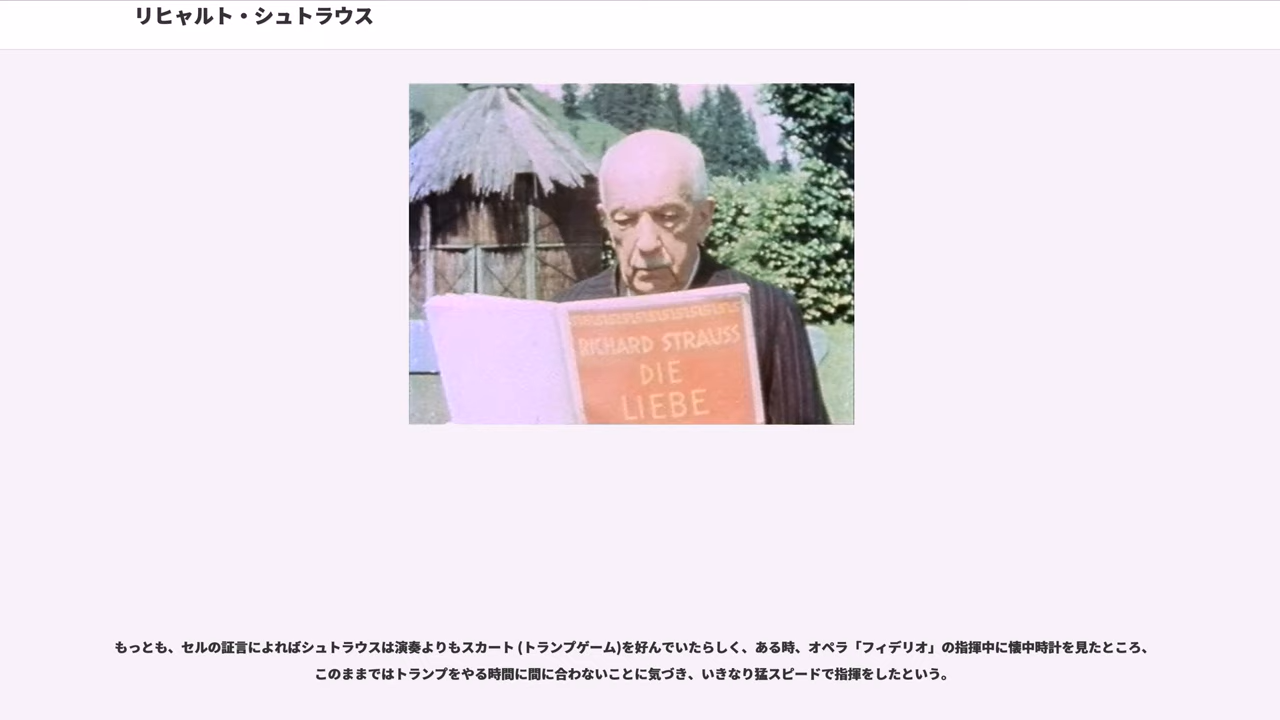 リヒャルト・シュトラウス
RICHARD STRAUSS
DIE
LIEBE
もっとも、セルの証言によればシュトラウスは演奏よりもスカート (トランプゲーム)を好んでいたらしく、ある時、オペラ「フィデリオ」の指揮中に懐中時計を見たところ、
このままではトランプをやる時間に間に合わないことに気づき、いきなり猛スピードで指揮をしたという。